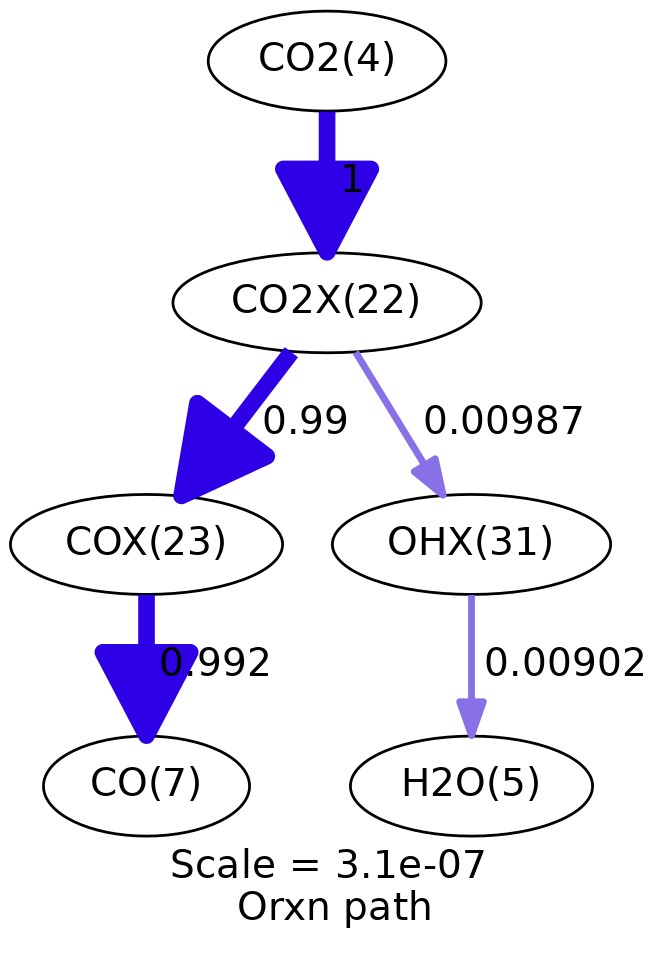 CO2(4)
1
CO2X(22)
0.99
0.00987
COX(23)
OHX(31)
0.992
0.00902
CO(7)
H2O(5)
Scale = 3.1e-07
Orxn path